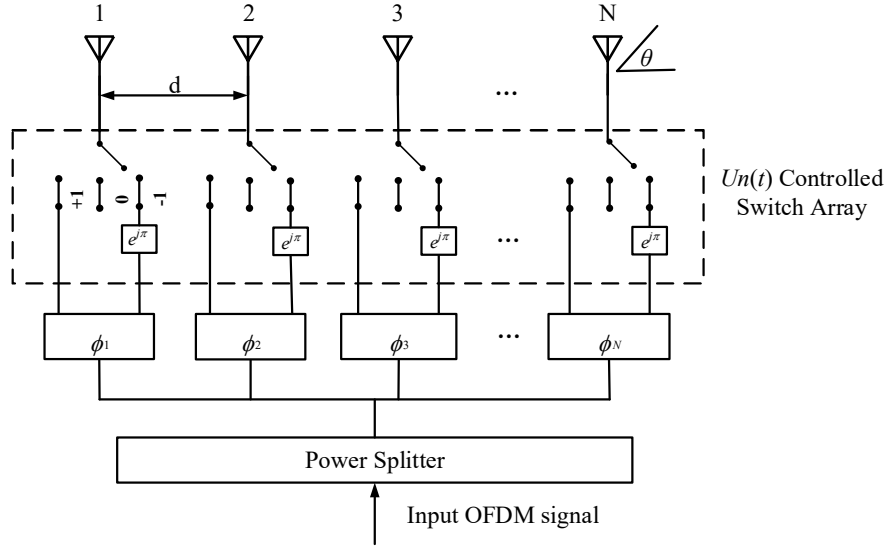 1 2 3 N
θ
d
...
+1 0 -1
Un(t) Controlled
Switch Array
e^{jπ} e^{jπ} e^{jπ} ... e^{jπ}
ϕ1 ϕ2 ϕ3 ... ϕN
Power Splitter
Input OFDM signal